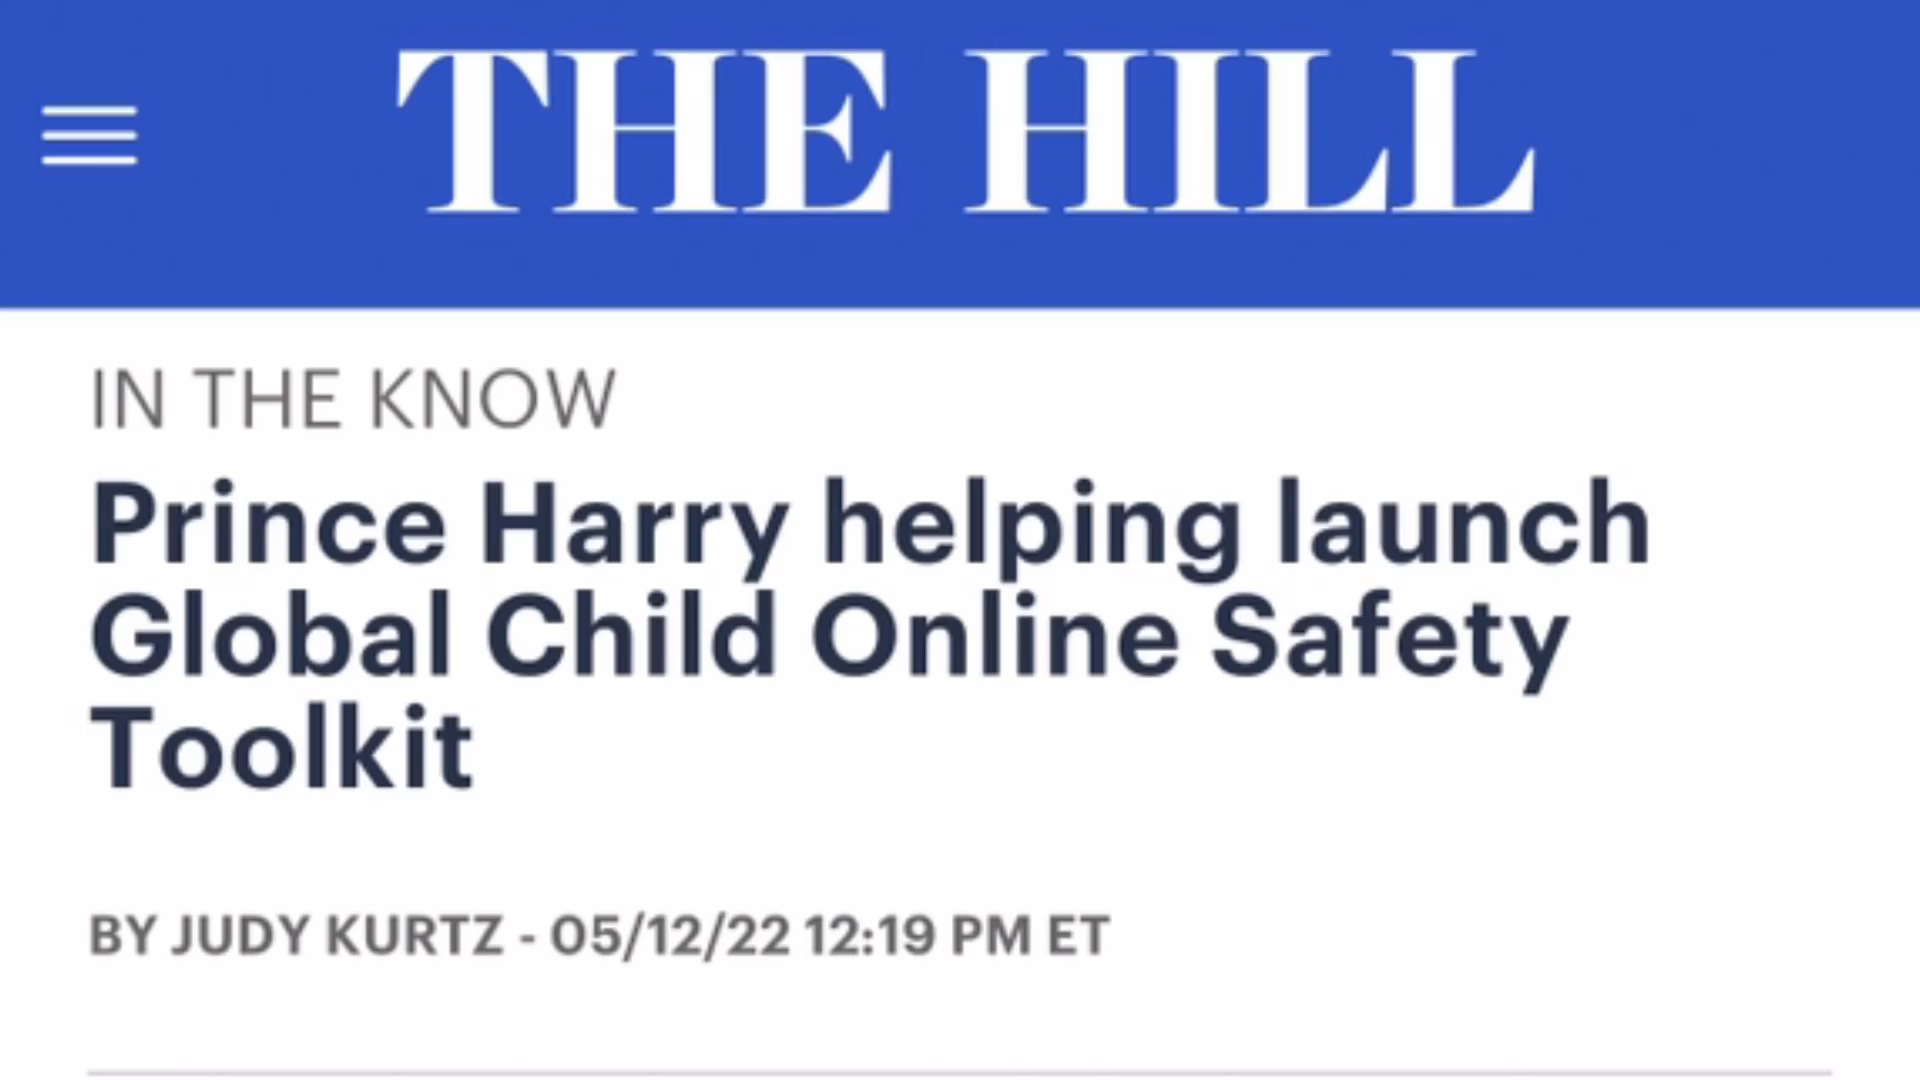 THE HILL
IN THE KNOW
Prince Harry helping launch
Global Child Online Safety
Toolkit
BY JUDY KURTZ - 05/12/22 12:19 PM ET